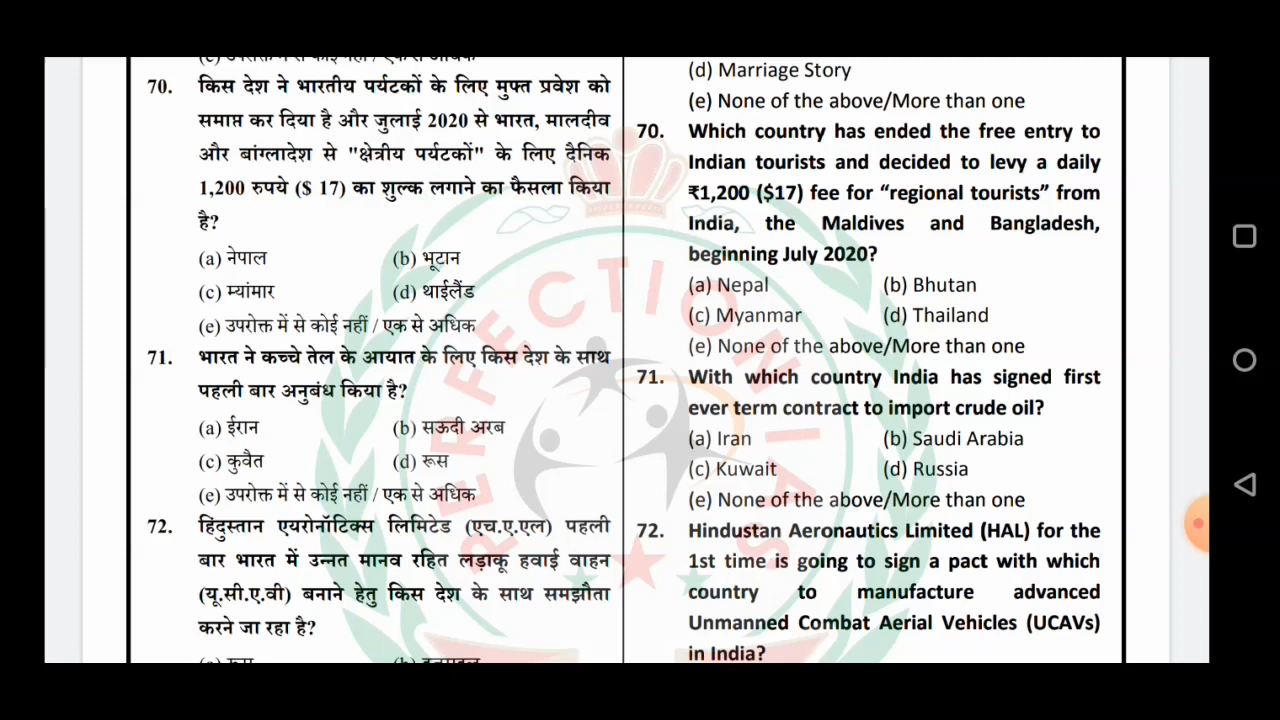 70. किस देश ने भारतीय पर्यटकों के लिए मुफ्त प्रवेश को
समाप्त कर दिया है और जुलाई 2020 से भारत, मालदीव
और बांग्लादेश से "क्षेत्रीय पर्यटकों" के लिए दैनिक
1,200 रुपये ($ 17) का शुल्क लगाने का फैसला किया
है?
(a) नेपाल (b) भूटान
(c) म्यांमार (d) थाईलैंड
(e) उपरोक्त में से कोई नहीं / एक से अधिक
71. भारत ने कच्चे तेल के आयात के लिए किस देश के साथ
पहली बार अनुबंध किया है?
(a) ईरान (b) सऊदी अरब
(c) कुवैत (d) रूस
(e) उपरोक्त में से कोई नहीं / एक से अधिक
72. हिंदुस्तान एयरोनॉटिक्स लिमिटेड (एच.ए.एल) पहली
बार भारत में उन्नत मानव रहित लड़ाकू हवाई वाहन
(यू.सी.ए.वी) बनाने हेतु किस देश के साथ समझौता
करने जा रहा है?
(d) Marriage Story
(e) None of the above/More than one
70. Which country has ended the free entry to
Indian tourists and decided to levy a daily
₹1,200 ($17) fee for “regional tourists” from
India, the Maldives and Bangladesh,
beginning July 2020?
(a) Nepal (b) Bhutan
(c) Myanmar (d) Thailand
(e) None of the above/More than one
71. With which country India has signed first
ever term contract to import crude oil?
(a) Iran (b) Saudi Arabia
(c) Kuwait (d) Russia
(e) None of the above/More than one
72. Hindustan Aeronautics Limited (HAL) for the
1st time is going to sign a pact with which
country to manufacture advanced
Unmanned Combat Aerial Vehicles (UCAVs)
in India?
PERFECTION IAS